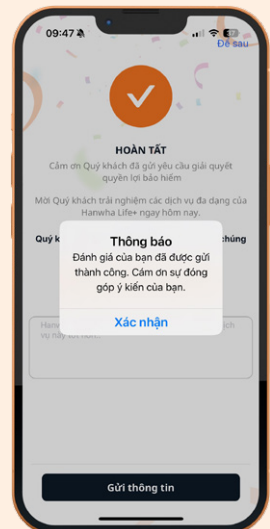 09:47
Để sau
HOÀN TẤT
Cảm ơn Quý khách đã gửi yêu cầu giải quyết
quyền lợi bảo hiểm
Mời Quý khách trải nghiệm các dịch vụ đa dạng của
Hanwha Life+ ngay hôm nay.
Quý k
chúng
Thông báo
Đánh giá của bạn đã được gửi
thành công. Cám ơn sự đóng
góp ý kiến của bạn.
Xác nhận
Gửi thông tin